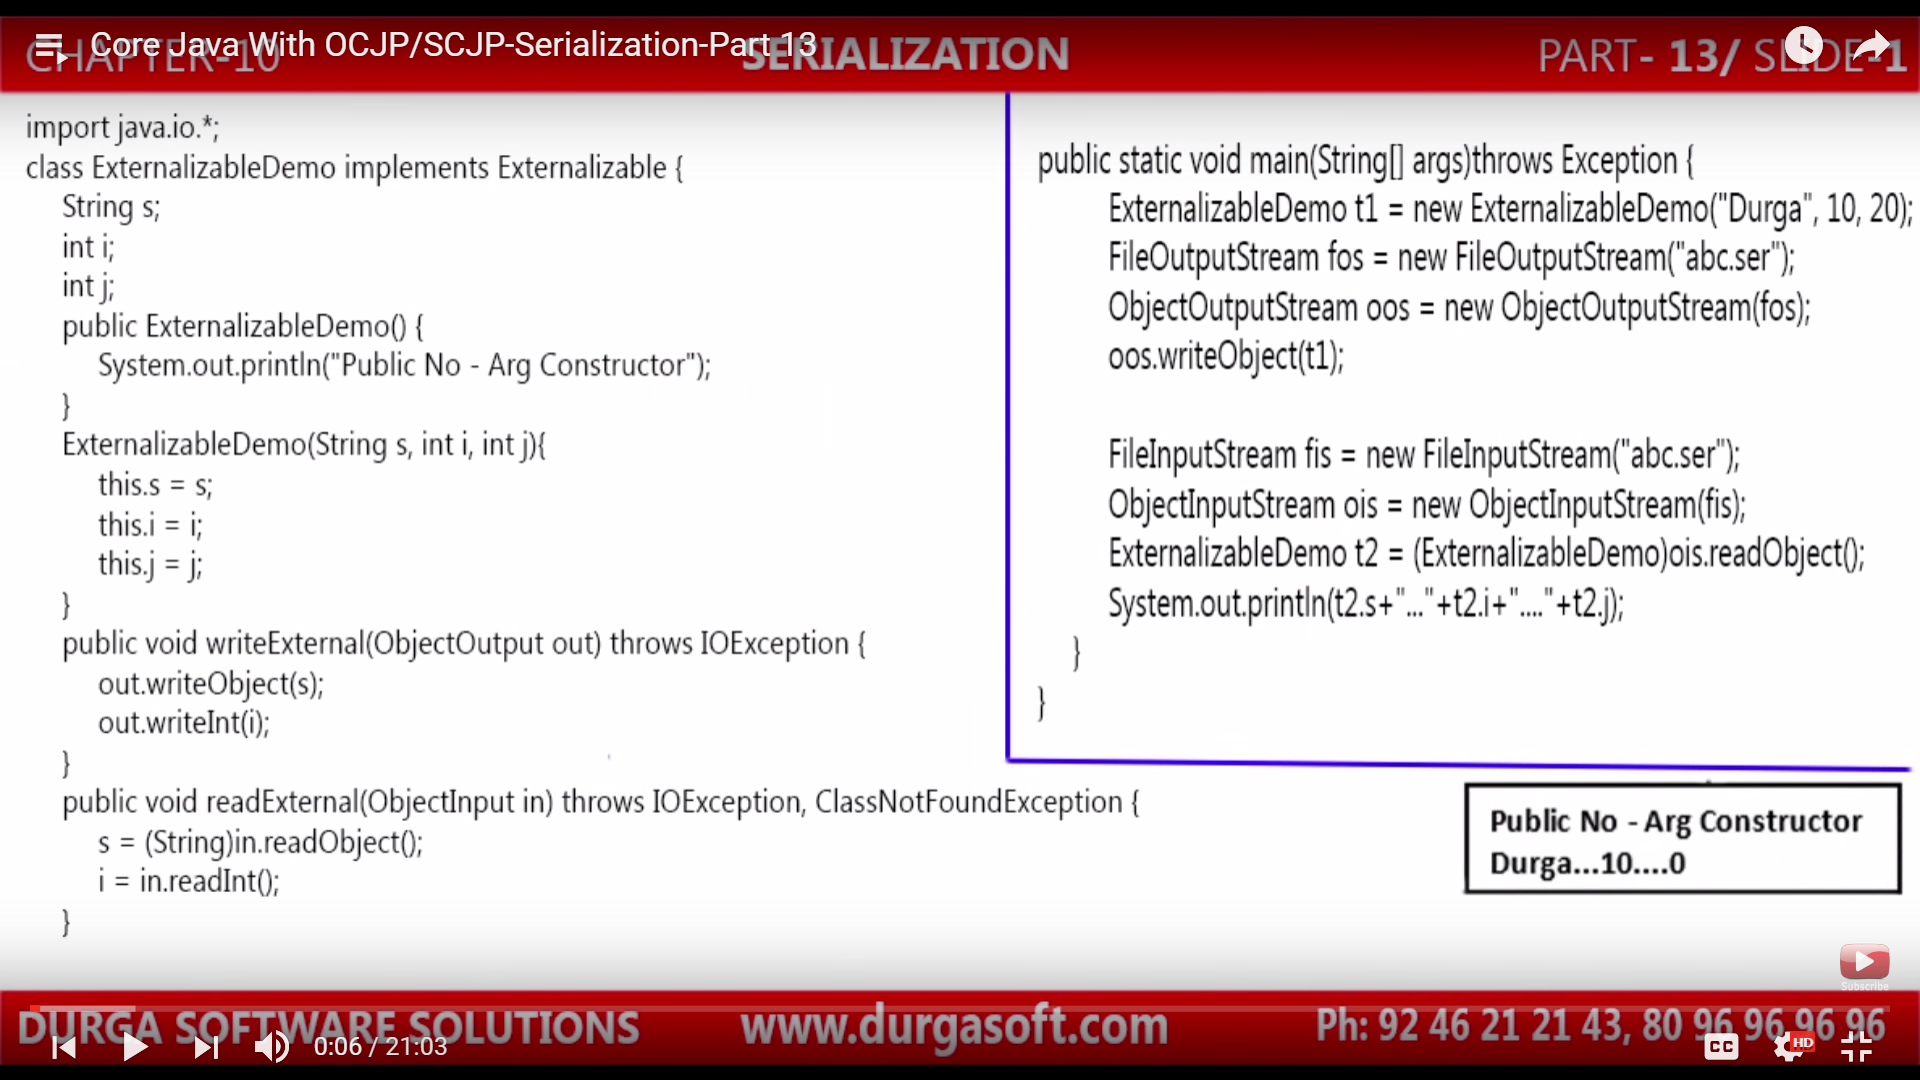 Core Java With OCJP/SCJP-Serialization-Part 13
CHAPTER-10
SERIALIZATION
PART- 13/ SLIDE-1
import java.io.*;
class ExternalizableDemo implements Externalizable {
String s;
int i;
int j;
public ExternalizableDemo() {
System.out.println("Public No - Arg Constructor");
}
ExternalizableDemo(String s, int i, int j){
this.s = s;
this.i = i;
this.j = j;
}
public void writeExternal(ObjectOutput out) throws IOException {
out.writeObject(s);
out.writeInt(i);
}
public void readExternal(ObjectInput in) throws IOException, ClassNotFoundException {
s = (String)in.readObject();
i = in.readInt();
}
public static void main(String[] args)throws Exception {
ExternalizableDemo t1 = new ExternalizableDemo("Durga", 10, 20);
FileOutputStream fos = new FileOutputStream("abc.ser");
ObjectOutputStream oos = new ObjectOutputStream(fos);
oos.writeObject(t1);
FileInputStream fis = new FileInputStream("abc.ser");
ObjectInputStream ois = new ObjectInputStream(fis);
ExternalizableDemo t2 = (ExternalizableDemo)ois.readObject();
System.out.println(t2.s+"..."+t2.i+"...."+t2.j);
}
}
Public No - Arg Constructor
Durga...10....0
Subscribe
DURGA SOFTWARE SOLUTIONS
www.durgasoft.com
Ph: 92 46 21 21 43, 80 96 96 96 96
0:06 / 21:03
CC
HD